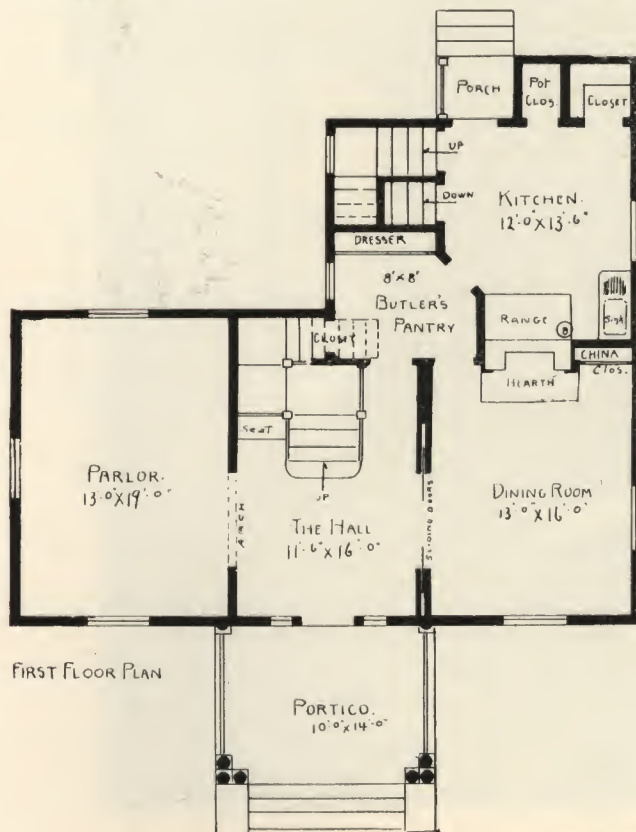 PORCH
POT
CLOS.
CLOSET
UP
DOWN
KITCHEN.
12'·0"X13'·6"
DRESSER
8'X8'
BUTLER'S
PANTRY
RANGE
B
Sink
CHINA
Clos.
HEARTH
CLOSET
SEAT
UP
PARLOR.
13'·0"X19'·0"
ARCH
THE HALL
11'·6"X16'·0"
SLIDING DOORS
DINING ROOM
13'·0"X16'·0"
FIRST FLOOR PLAN
PORTICO.
10'·0"X14'·0"